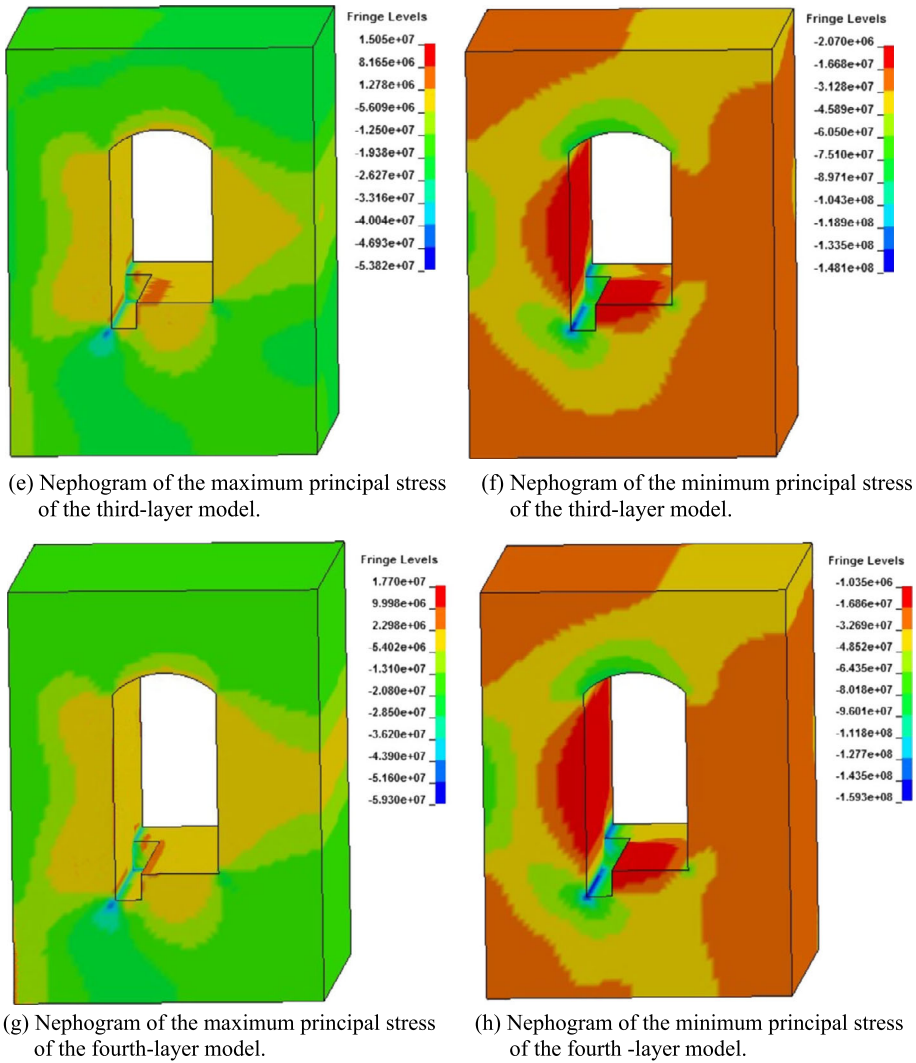 Fringe Levels
1.505e+07
8.165e+06
1.278e+06
-5.609e+06
-1.250e+07
-1.938e+07
-2.627e+07
-3.316e+07
-4.004e+07
-4.693e+07
-5.382e+07
Fringe Levels
-2.070e+06
-1.668e+07
-3.128e+07
-4.589e+07
-6.050e+07
-7.510e+07
-8.971e+07
-1.043e+08
-1.189e+08
-1.335e+08
-1.481e+08
(e) Nephogram of the maximum principal stress
of the third-layer model.
(f) Nephogram of the minimum principal stress
of the third-layer model.
Fringe Levels
1.770e+07
9.998e+06
2.298e+06
-5.402e+06
-1.310e+07
-2.080e+07
-2.850e+07
-3.620e+07
-4.390e+07
-5.160e+07
-5.930e+07
Fringe Levels
-1.035e+06
-1.686e+07
-3.269e+07
-4.852e+07
-6.435e+07
-8.018e+07
-9.601e+07
-1.118e+08
-1.277e+08
-1.435e+08
-1.593e+08
(g) Nephogram of the maximum principal stress
of the fourth-layer model.
(h) Nephogram of the minimum principal stress
of the fourth -layer model.